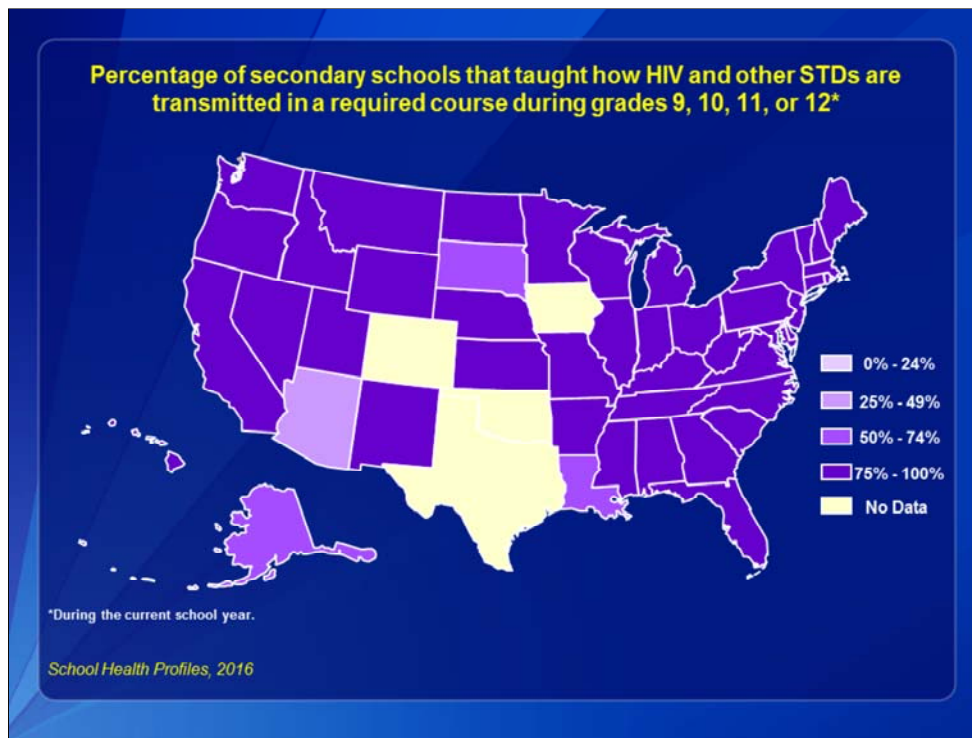 Percentage of secondary schools that taught how HIV and other STDs are
transmitted in a required course during grades 9, 10, 11, or 12*
0% - 24%
25% - 49%
50% - 74%
75% - 100%
No Data
*During the current school year.
School Health Profiles, 2016